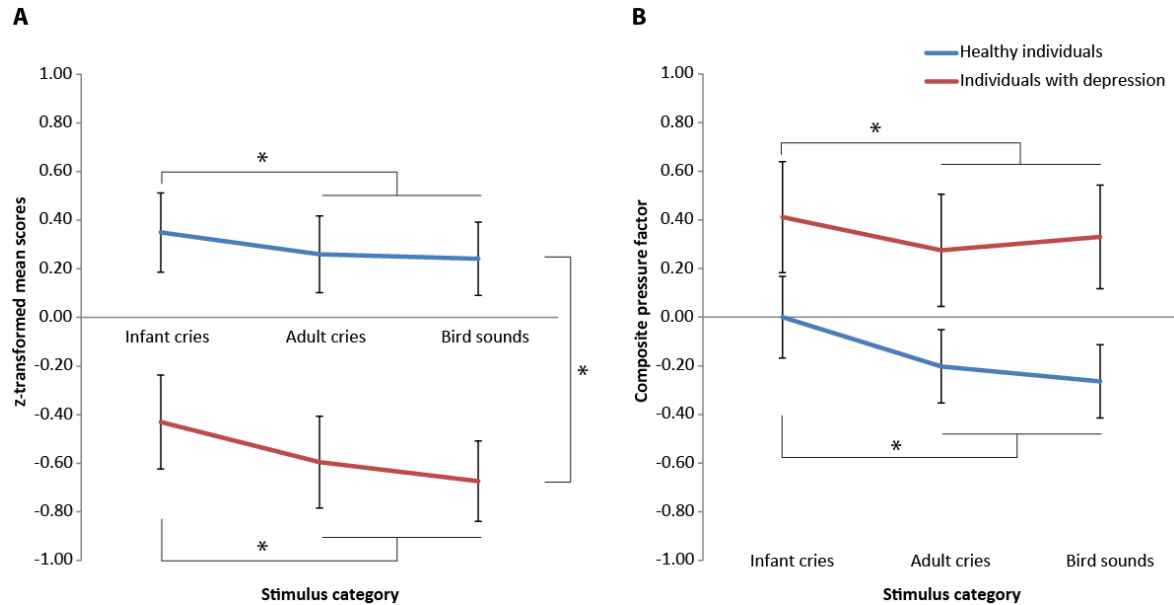 A
B
Healthy individuals
Individuals with depression
1.00
0.80
0.60
0.40
0.20
0.00
-0.20
-0.40
-0.60
-0.80
-1.00
z-transformed mean scores
*
*
*
Infant cries
Adult cries
Bird sounds
Stimulus category
1.00
0.80
0.60
0.40
0.20
0.00
-0.20
-0.40
-0.60
-0.80
-1.00
Composite pressure factor
*
*
Infant cries
Adult cries
Bird sounds
Stimulus category